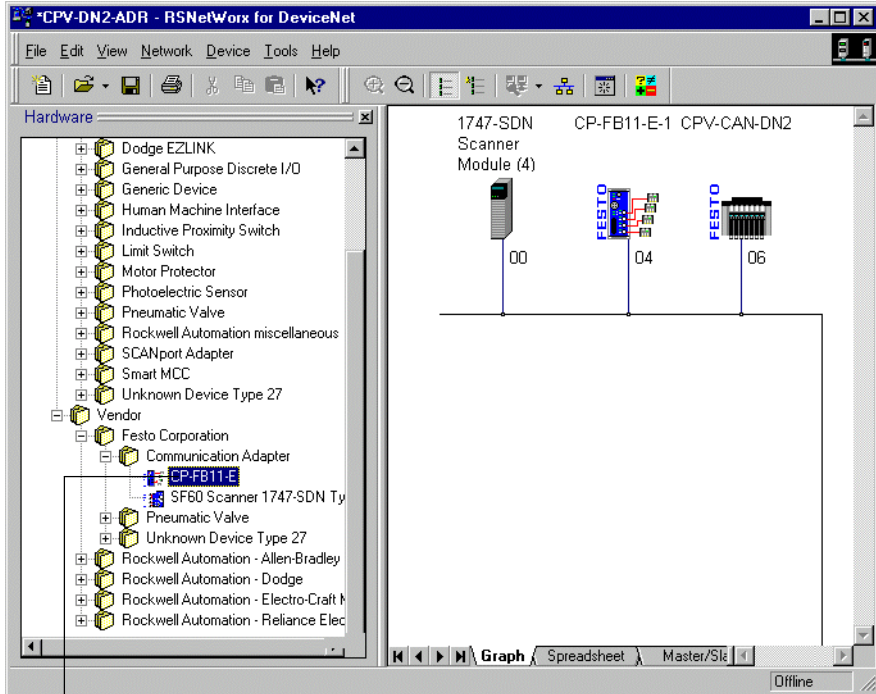 *CPV-DN2-ADR - RSNetWorx for DeviceNet
File Edit View Network Device Tools Help
Hardware
Dodge EZLINK
General Purpose Discrete I/O
Generic Device
Human Machine Interface
Inductive Proximity Switch
Limit Switch
Motor Protector
Photoelectric Sensor
Pneumatic Valve
Rockwell Automation miscellaneous
SCANport Adapter
Smart MCC
Unknown Device Type 27
Vendor
Festo Corporation
Communication Adapter
CP-FB11-E
SF60 Scanner 1747-SDN Ty
Pneumatic Valve
Unknown Device Type 27
Rockwell Automation - Allen-Bradley
Rockwell Automation - Dodge
Rockwell Automation - Electro-Craft M
Rockwell Automation - Reliance Elec
1747-SDN
Scanner
Module (4)
00
CP-FB11-E-1
FESTO
04
CPV-CAN-DN2
FESTO
06
Graph Spreadsheet Master/Sla
Offline